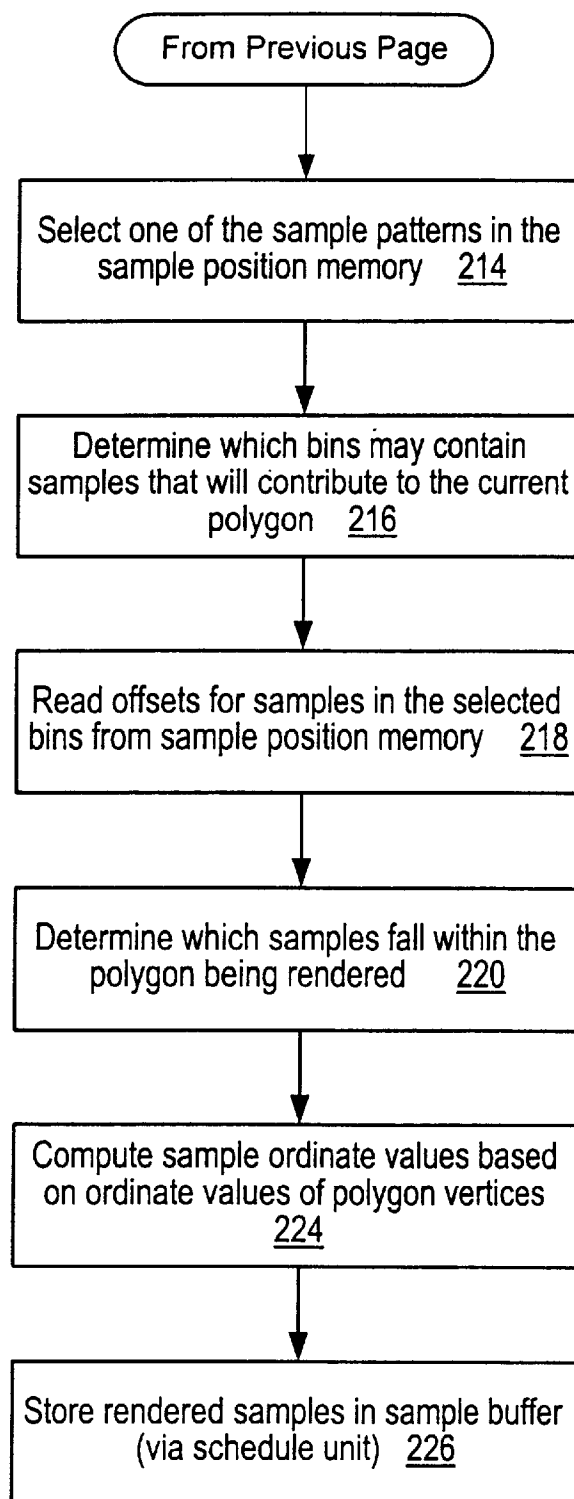 From Previous Page
Select one of the sample patterns in the
sample position memory 214
Determine which bins may contain
samples that will contribute to the current
polygon 216
Read offsets for samples in the selected
bins from sample position memory 218
Determine which samples fall within the
polygon being rendered 220
Compute sample ordinate values based
on ordinate values of polygon vertices
224
Store rendered samples in sample buffer
(via schedule unit) 226